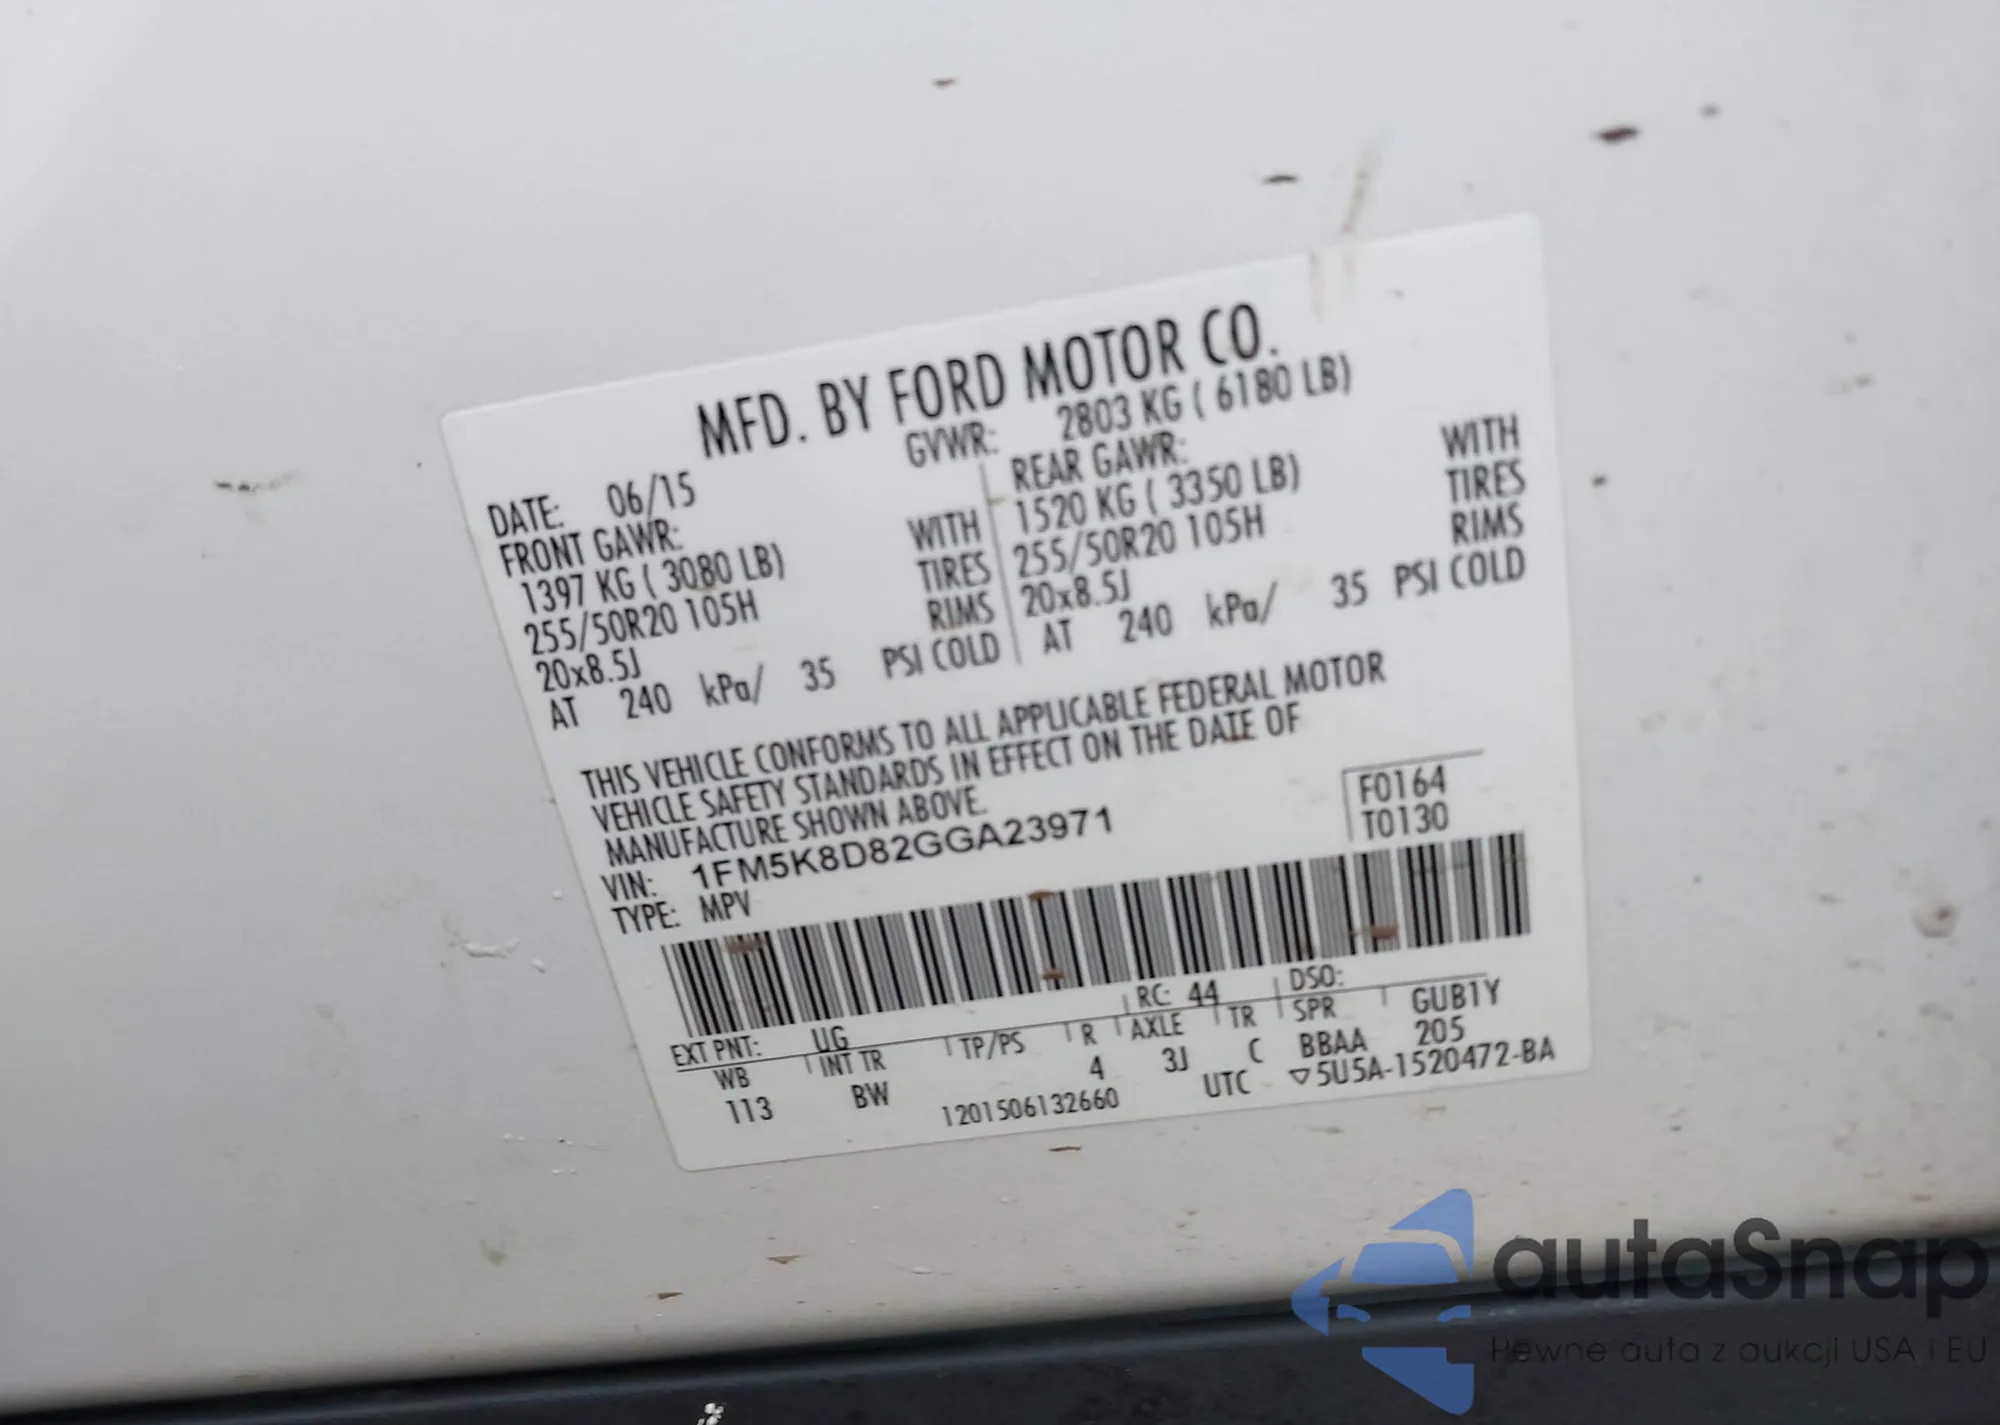 MFD. BY FORD MOTOR CO.
GVWR: 2803 KG ( 6180 LB)
DATE: 06/15
FRONT GAWR:
1397 KG ( 3080 LB) WITH
255/50R20 105H TIRES
20x8.5J RIMS
AT 240 kPa/ 35 PSI COLD
REAR GAWR:
1520 KG ( 3350 LB) WITH
255/50R20 105H TIRES
20x8.5J RIMS
AT 240 kPa/ 35 PSI COLD
THIS VEHICLE CONFORMS TO ALL APPLICABLE FEDERAL MOTOR
VEHICLE SAFETY STANDARDS IN EFFECT ON THE DATE OF
MANUFACTURE SHOWN ABOVE.
VIN: 1FM5K8D82GGA23971
TYPE: MPV
F0164
T0130
RC: 44 DSO:
EXT PNT: UG
WB INT TR TP/PS R AXLE TR SPR GUB1Y
113 BW 4 3J C BBAA 205
1201506132660 UTC ▽5U5A-1520472-BA
autaSnap
Pewne auta z aukcji USA i EU